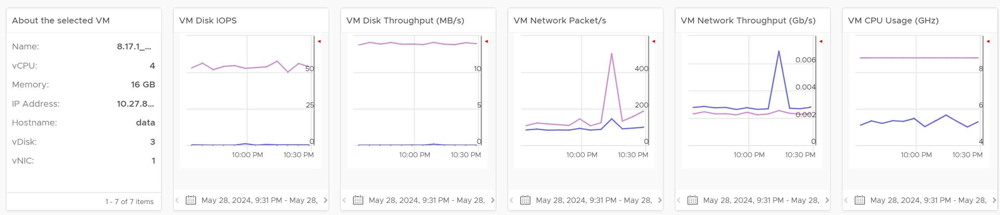 About the selected VM
Name: 8.17.1_...
vCPU: 4
Memory: 16 GB
IP Address: 10.27.8...
Hostname: data
vDisk: 3
vNIC: 1
1 - 7 of 7 items
VM Disk IOPS
50
25
0
10:00 PM 10:30 PM
May 28, 2024, 9:31 PM - May 28,
VM Disk Throughput (MB/s)
10
5
0
10:00 PM 10:30 PM
May 28, 2024, 9:31 PM - May 28,
VM Network Packet/s
400
200
0
10:00 PM 10:30 PM
May 28, 2024, 9:31 PM - May 28,
VM Network Throughput (Gb/s)
0.006
0.004
0.002
0
10:00 PM 10:30 PM
May 28, 2024, 9:31 PM - May 28,
VM CPU Usage (GHz)
8
6
4
10:00 PM 10:30 PM
May 28, 2024, 9:31 PM - May 28,